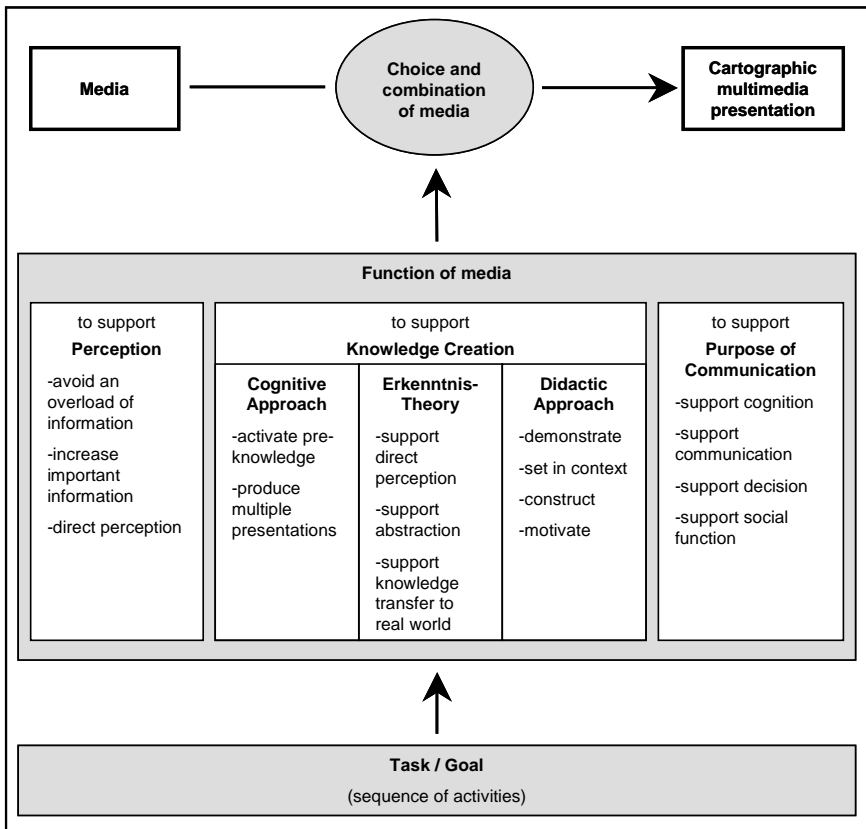 Media
Choice and
combination
of media
Cartographic
multimedia
presentation
Function of media
to support
Perception
-avoid an
overload of
information
-increase
important
information
-direct perception
to support
Knowledge Creation
Cognitive
Approach
-activate pre-
knowledge
-produce
multiple
presentations
Erkenntnis-
Theory
-support
direct
perception
-support
abstraction
-support
knowledge
transfer to
real world
Didactic
Approach
-demonstrate
-set in context
-construct
-motivate
to support
Purpose of
Communication
-support cognition
-support
communication
-support decision
-support social
function
Task / Goal
(sequence of activities)